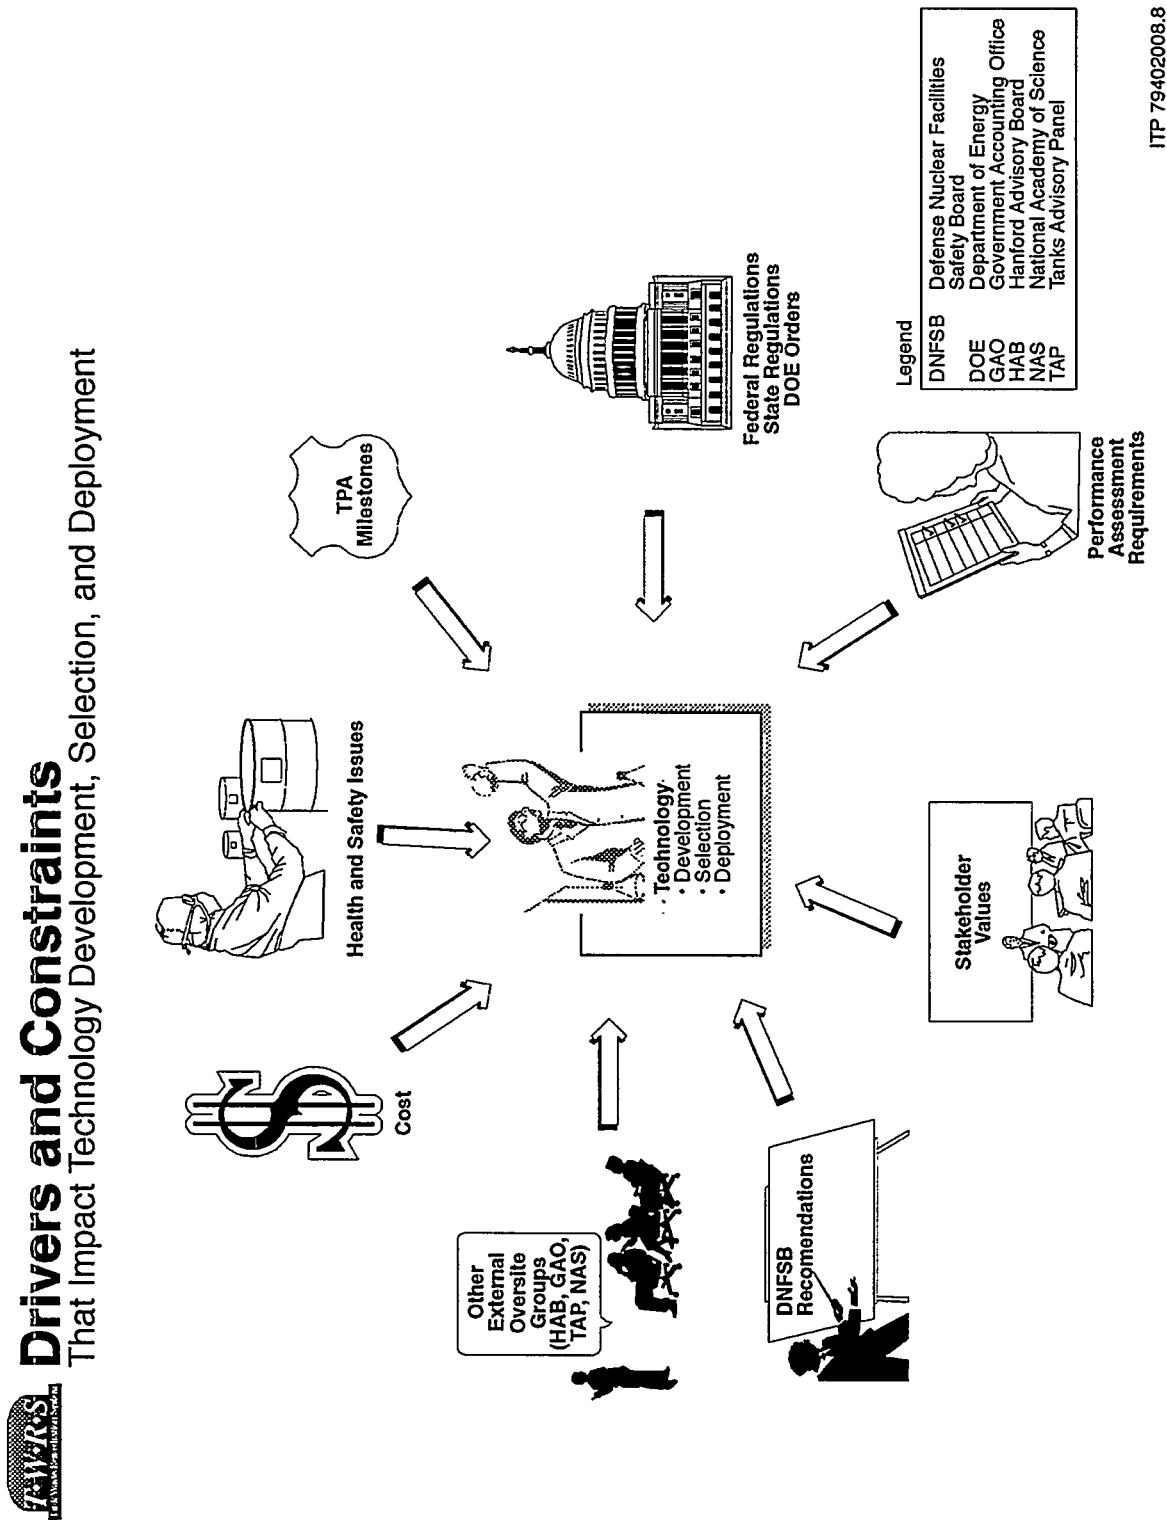 TWRS
Drivers and Constraints
That Impact Technology Development, Selection, and Deployment
Cost
Health and Safety Issues
TPA
Milestones
Other
External
Oversite
Groups
(HAB, GAO,
TAP, NAS)
Technology
· Development
· Selection
· Deployment
Federal Regulations
State Regulations
DOE Orders
DNFSB
Recomendations
Stakeholder
Values
Performance
Assessment
Requirements
Legend
DNFSB Defense Nuclear Facilities
Safety Board
DOE Department of Energy
GAO Government Accounting Office
HAB Hanford Advisory Board
NAS National Academy of Science
TAP Tanks Advisory Panel
ITP 79402008.8